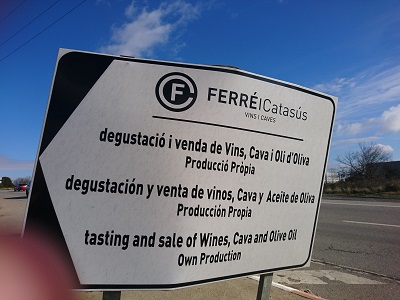 FERRÉ i Catasús
VINS I CAVES
degustació i venda de Vins, Cava i Oli d'Oliva
Producció Pròpia
degustación y venta de vinos, Cava y Aceite de Oliva
Producción Propia
tasting and sale of Wines, Cava and Olive Oil
Own Production